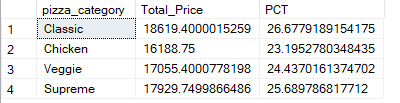 pizza_category Total_Price PCT
1 Classic 18619.4000015259 26.6779189154175
2 Chicken 16188.75 23.1952780348435
3 Veggie 17055.4000778198 24.4370161374702
4 Supreme 17929.7499866486 25.689786817712